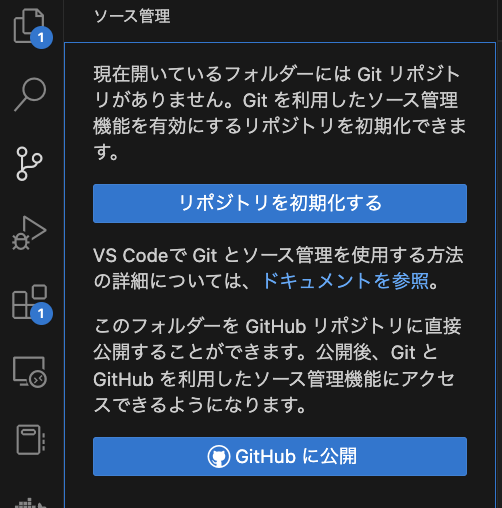 ソース管理
現在開いているフォルダーには Git リポジト
リがありません。Git を利用したソース管理
機能を有効にするリポジトリを初期化できま
す。
リポジトリを初期化する
VS Codeで Git とソース管理を使用する方法
の詳細については、ドキュメントを参照。
このフォルダーを GitHub リポジトリに直接
公開することができます。公開後、Git と
GitHub を利用したソース管理機能にアクセ
スできるようになります。
GitHub に公開
1
1